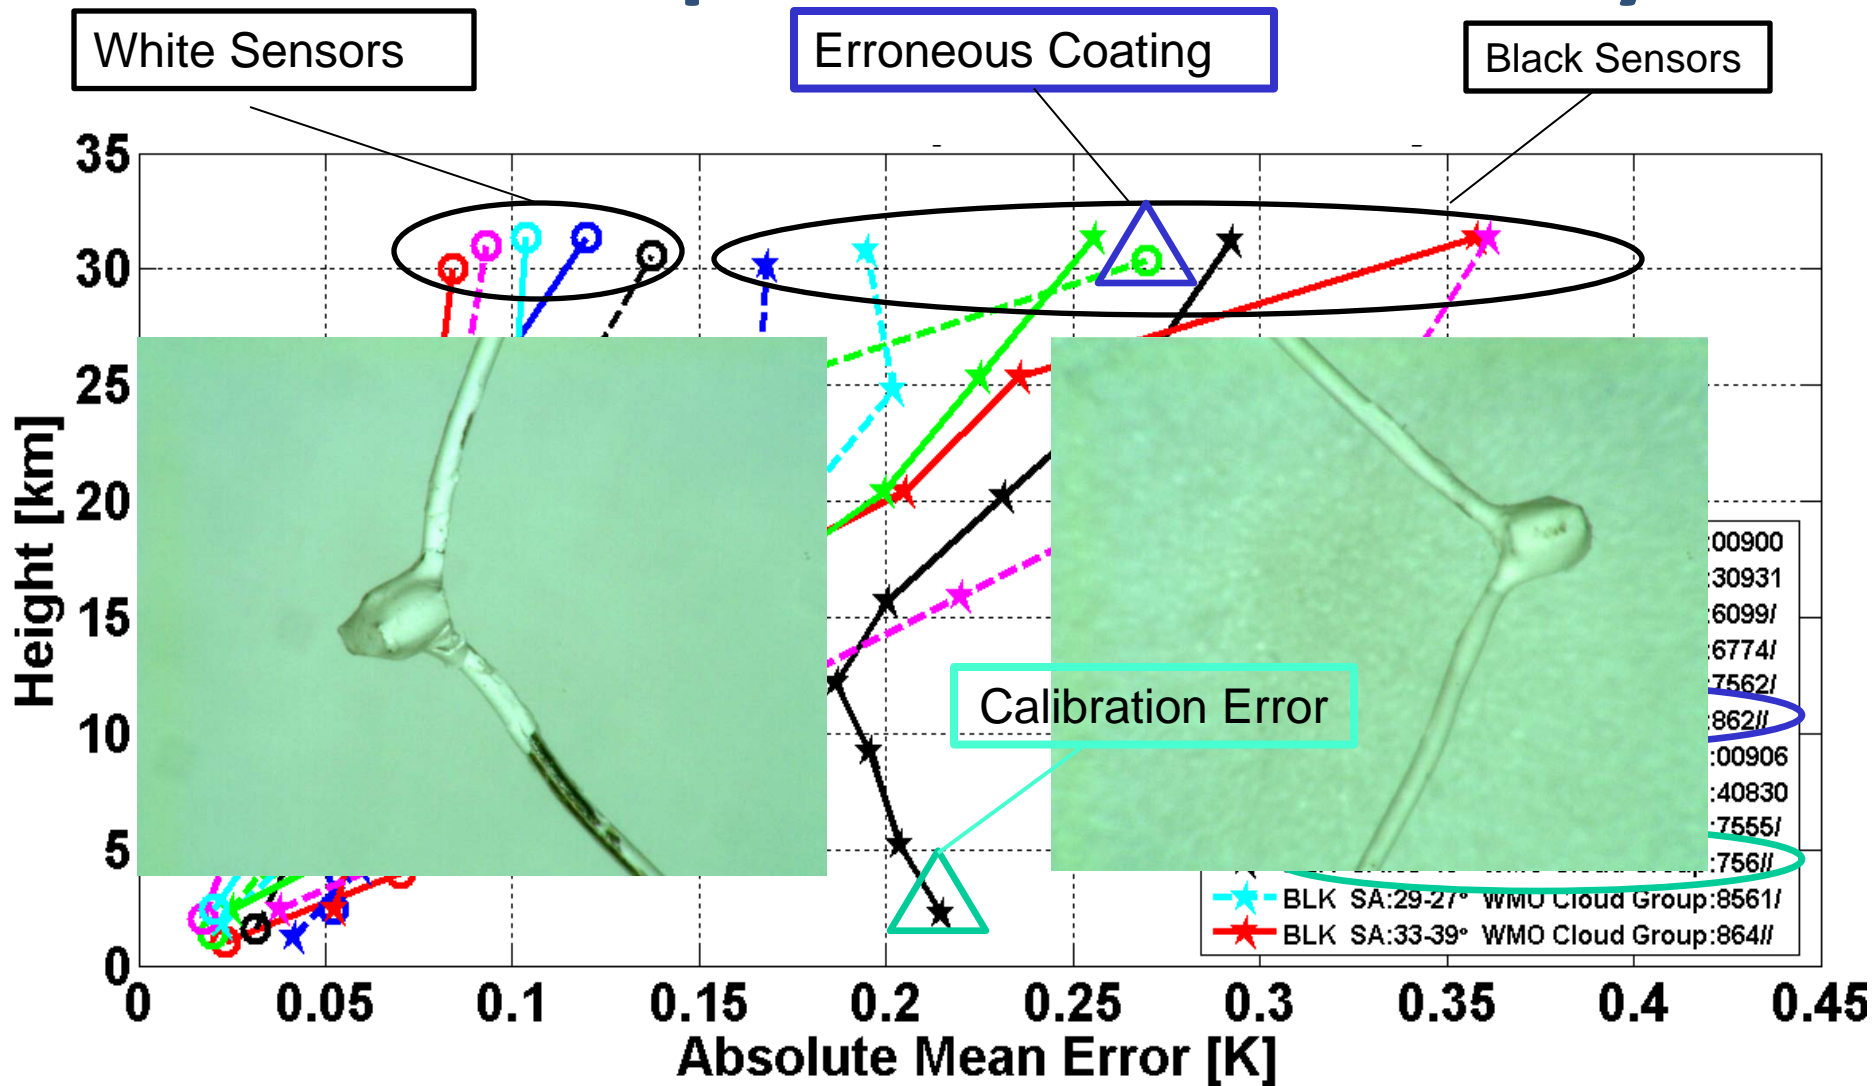 White Sensors
Erroneous Coating
Black Sensors
35
30
25
20
15
10
5
0
Height [km]
Calibration Error
:00900
:30931
:6099/
:6774/
:7562/
:862//
:00906
:40830
:7555/
:756//
BLK SA:29-27° WMO Cloud Group:8561/
BLK SA:33-39° WMO Cloud Group:864//
0 0.05 0.1 0.15 0.2 0.25 0.3 0.35 0.4 0.45
Absolute Mean Error [K]